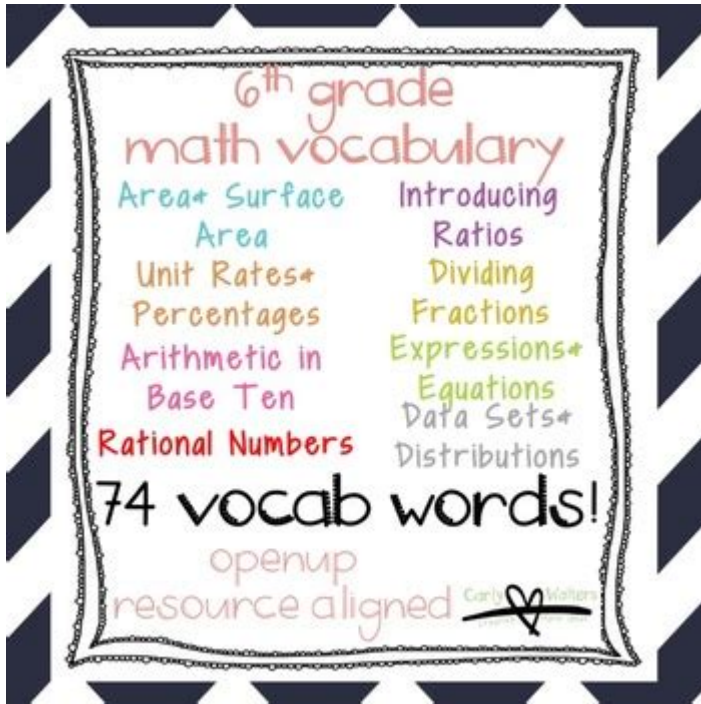 6th grade
math vocabulary
Area& Surface
Area
Unit Rates&
Percentages
Arithmetic in
Base Ten
Rational Numbers
Introducing
Ratios
Dividing
Fractions
Expressions&
Equations
Data Sets&
Distributions
74 vocab words!
openup
resource aligned
Carly Walters